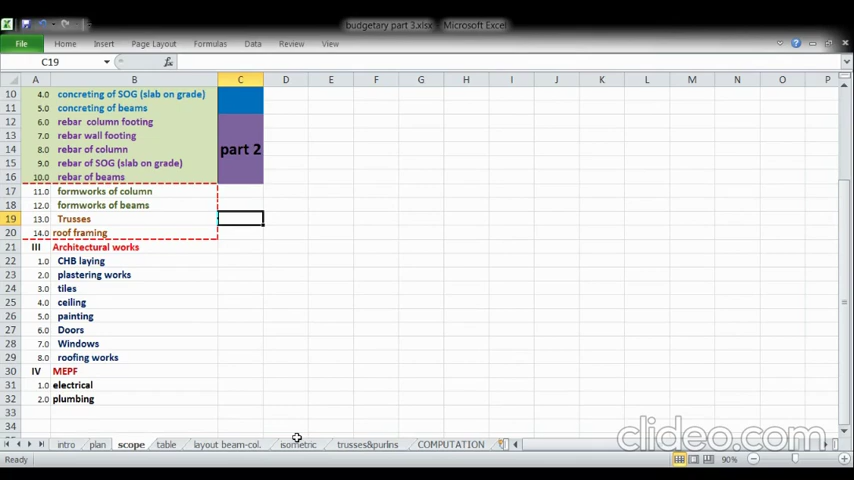 budgetary part 3.xlsx - Microsoft Excel
File Home Insert Page Layout Formulas Data Review View
C19 fx
A B C D E F G H I J K L M N O P
10 4.0 concreting of SOG (slab on grade)
11 5.0 concreting of beams
12 6.0 rebar column footing
13 7.0 rebar wall footing
14 8.0 rebar of column part 2
15 9.0 rebar of SOG (slab on grade)
16 10.0 rebar of beams
17 11.0 formworks of column
18 12.0 formworks of beams
19 13.0 Trusses
20 14.0 roof framing
21 III Architectural works
22 1.0 CHB laying
23 2.0 plastering works
24 3.0 tiles
25 4.0 ceiling
26 5.0 painting
27 6.0 Doors
28 7.0 Windows
29 8.0 roofing works
30 IV MEPF
31 1.0 electrical
32 2.0 plumbing
33
34
intro plan scope table layout beam-col. isometric trusses&purlins COMPUTATION
Ready 90%
clideo.com